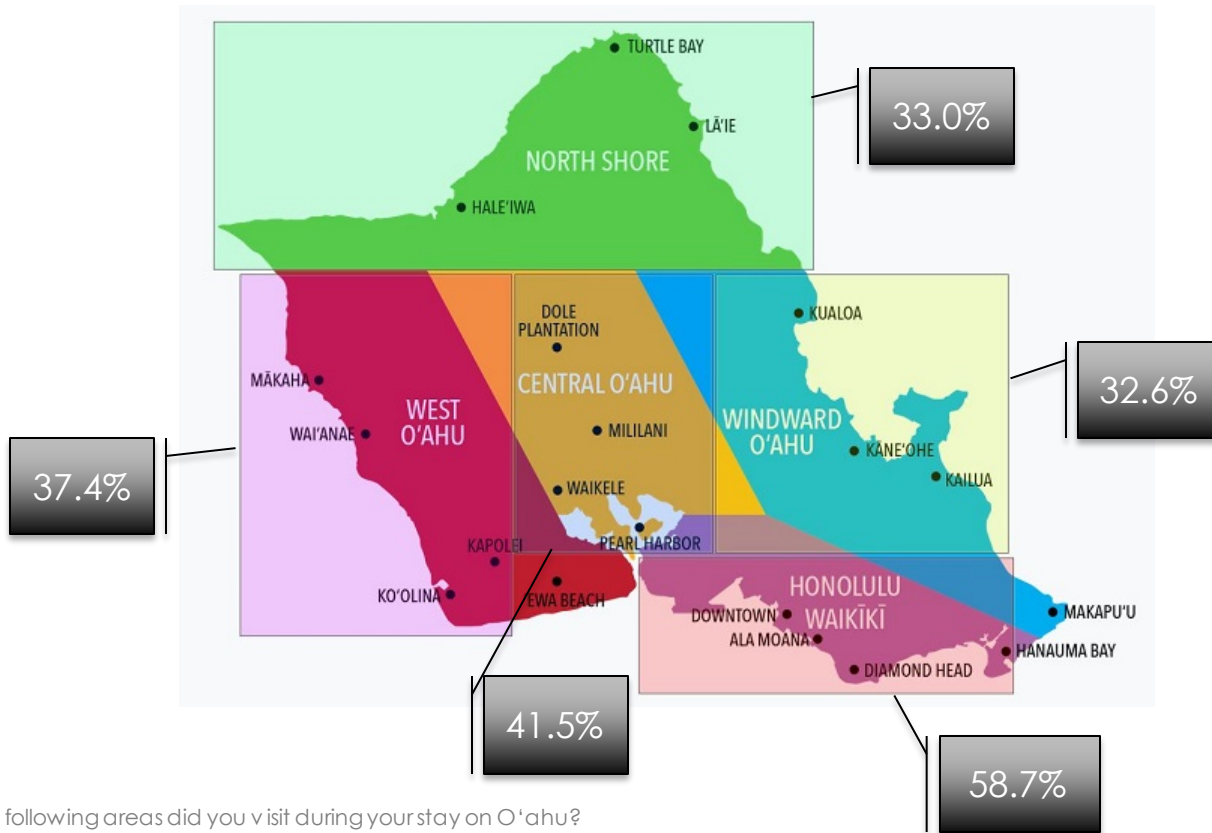 TURTLE BAY
33.0%
LĀ'IE
NORTH SHORE
HALE'IWA
DOLE
PLANTATION
KUALOA
32.6%
MĀKAHA
CENTRAL O'AHU
WEST
O'AHU
WINDWARD
O'AHU
WAI'ANAE
MILILANI
KĀNE'OHE
37.4%
WAIKELE
KAILUA
PEARL HARBOR
KAPOLEI
KO'OLINA
EWA BEACH
HONOLULU
WAIKĪKĪ
DOWNTOWN
MAKAPU'U
ALA MOANA
HANAUMA BAY
DIAMOND HEAD
41.5%
58.7%
following areas did you visit during your stay on O‘ahu?